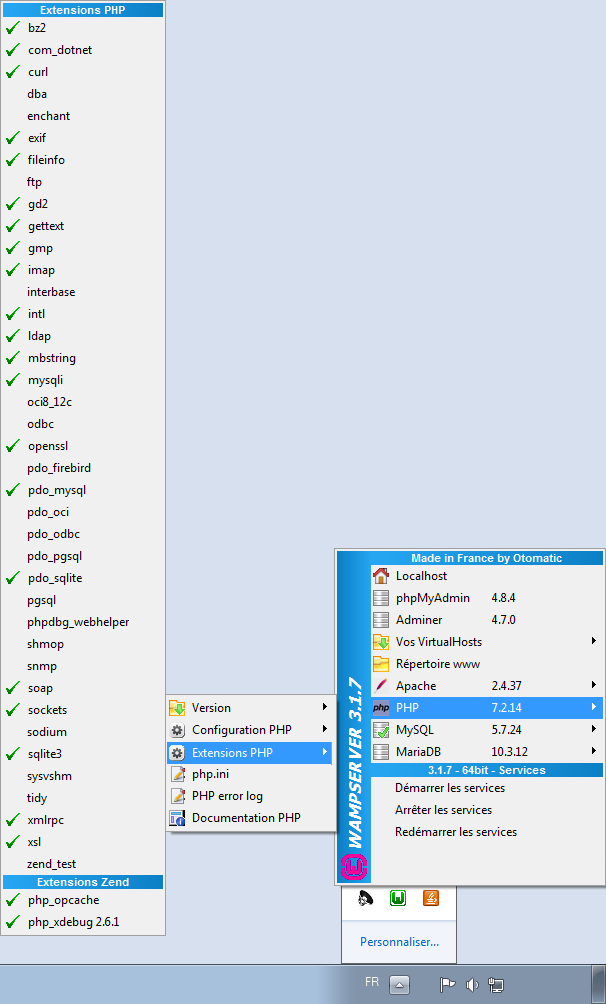 Extensions PHP
bz2
com_dotnet
curl
dba
enchant
exif
fileinfo
ftp
gd2
gettext
gmp
imap
interbase
intl
ldap
mbstring
mysqli
oci8_12c
odbc
openssl
pdo_firebird
pdo_mysql
pdo_oci
pdo_odbc
pdo_pgsql
pdo_sqlite
pgsql
phpdbg_webhelper
shmop
snmp
soap
sockets
sodium
sqlite3
sysvshm
tidy
xmlrpc
xsl
zend_test
Extensions Zend
php_opcache
php_xdebug 2.6.1
Version
Configuration PHP
Extensions PHP
php.ini
PHP error log
Documentation PHP
WAMPSERVER 3.1.7
Made in France by Otomatic
Localhost
phpMyAdmin 4.8.4
Adminer 4.7.0
Vos VirtualHosts
Répertoire www
Apache 2.4.37
php PHP 7.2.14
MySQL 5.7.24
MariaDB 10.3.12
3.1.7 - 64bit - Services
Démarrer les services
Arrêter les services
Redémarrer les services
Personnaliser...
FR